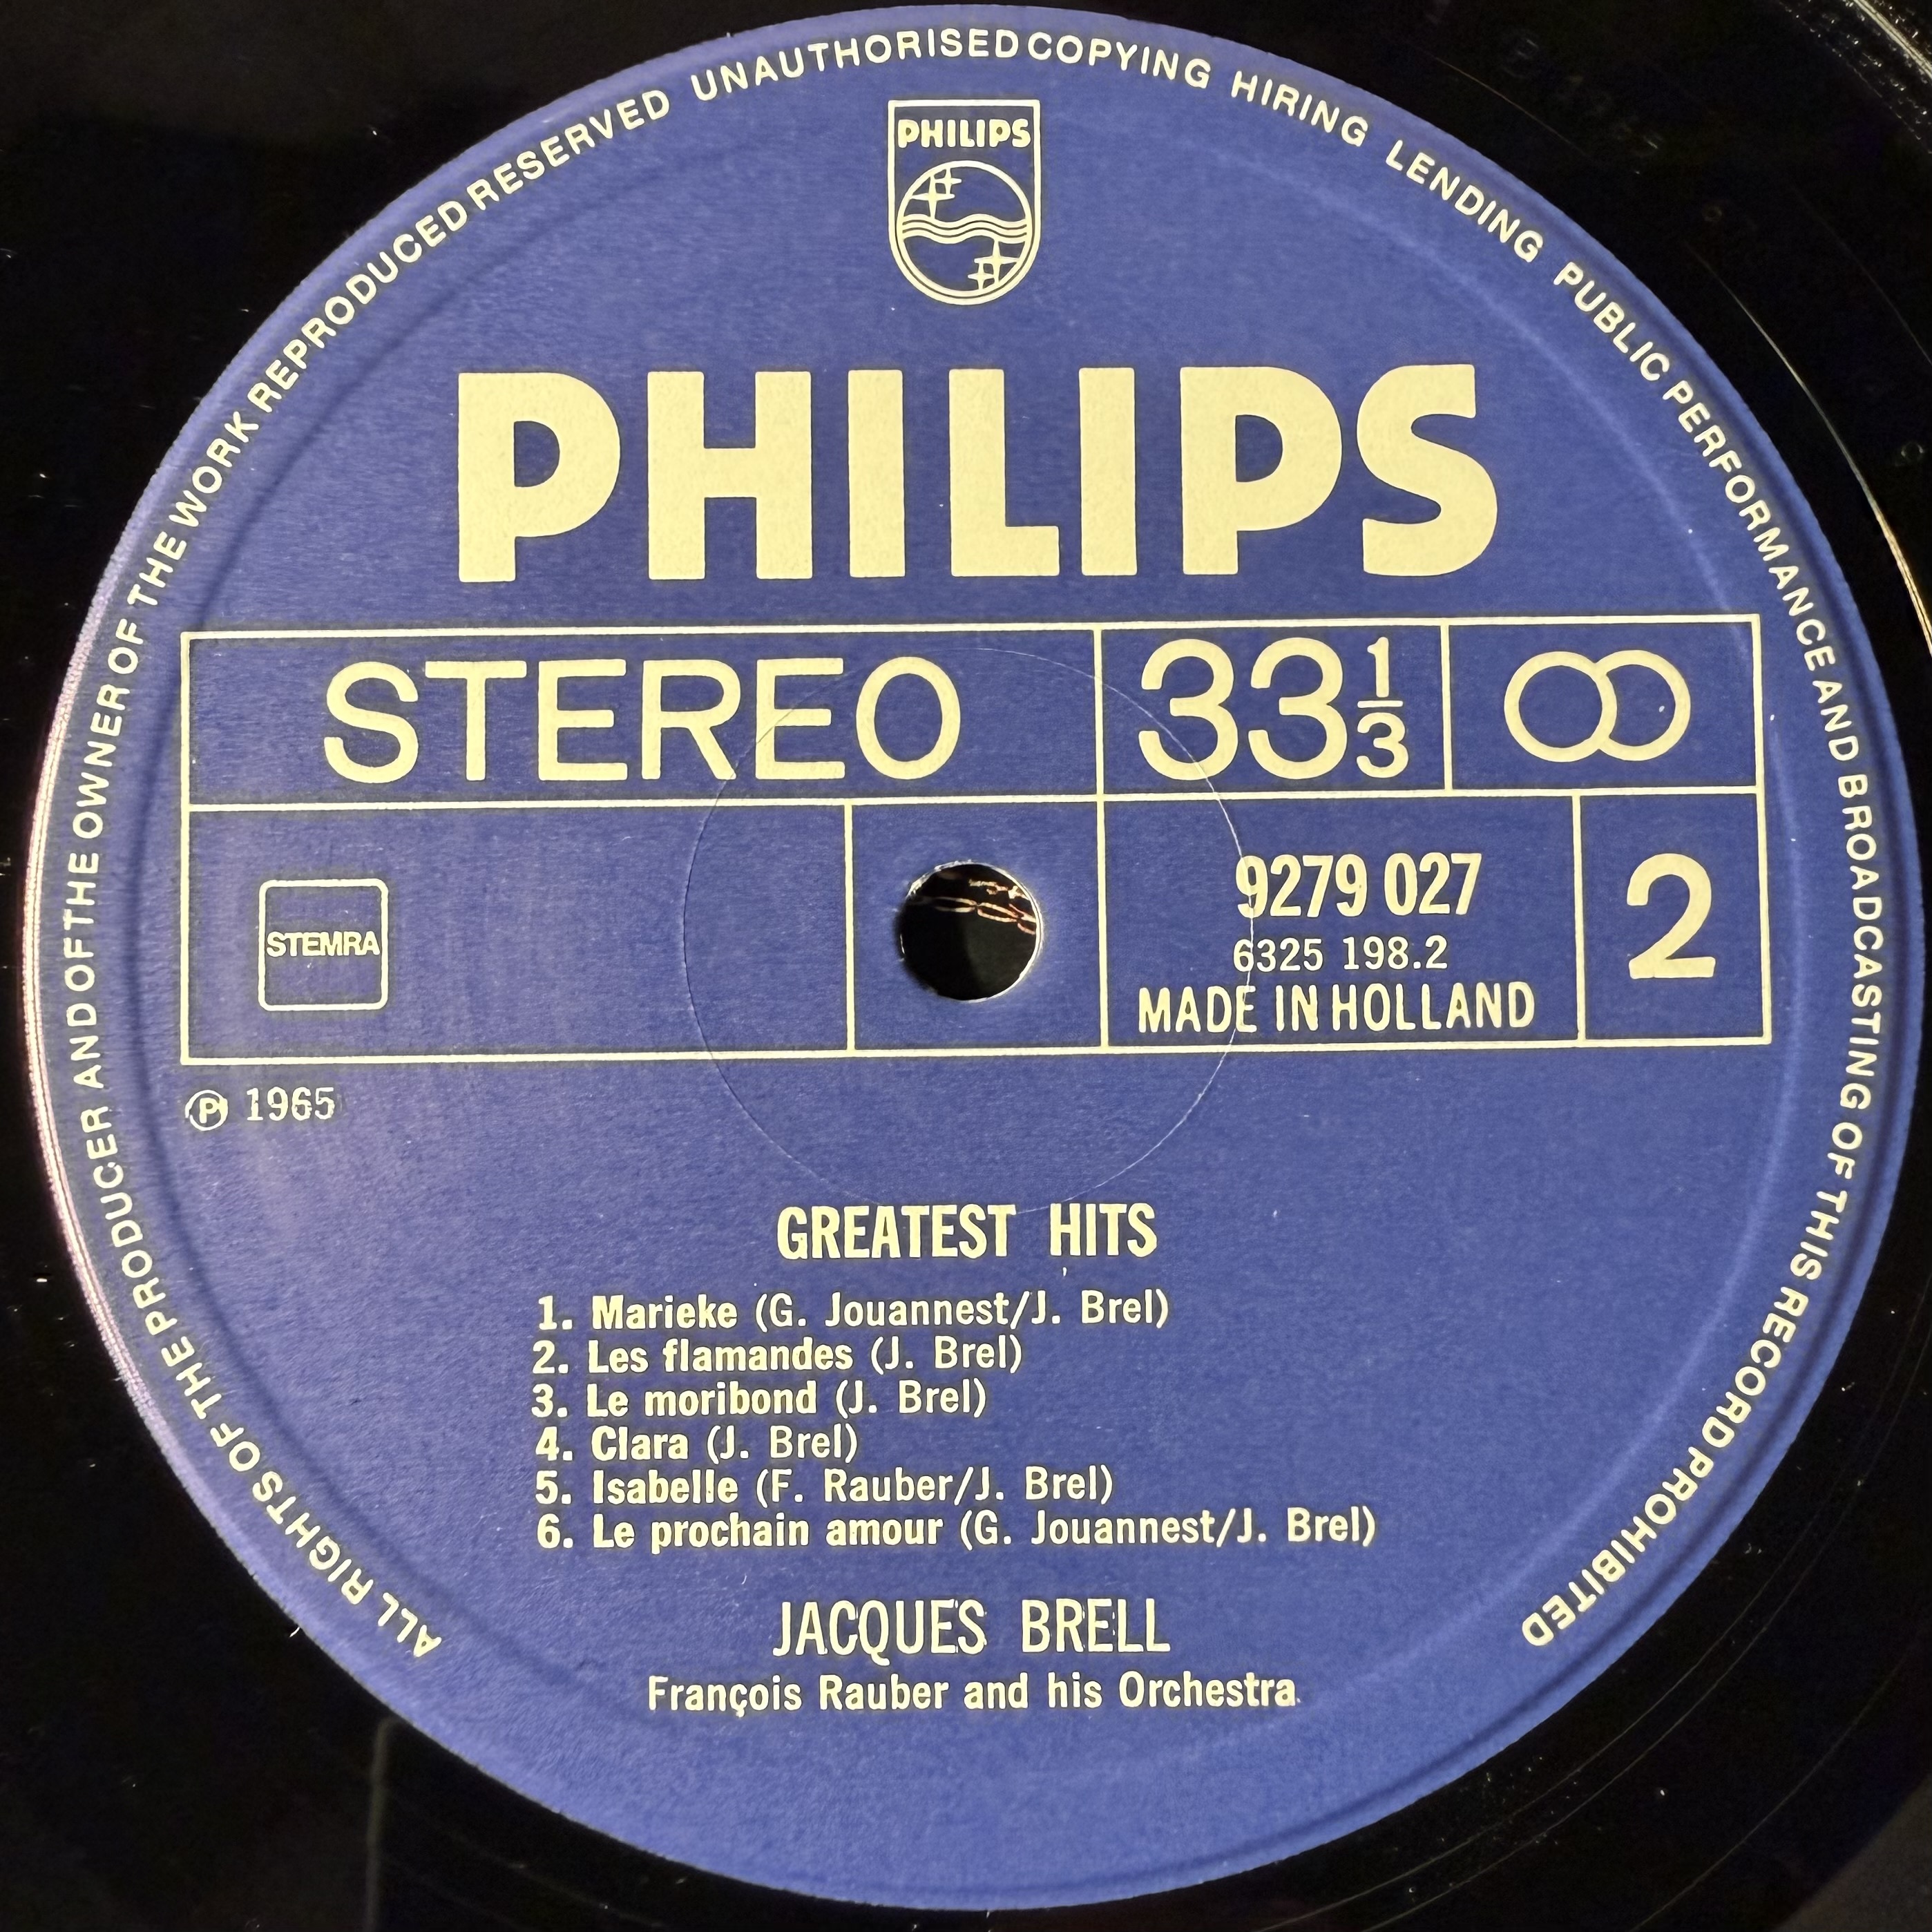 ALL RIGHTS OF THE PRODUCER AND OF THE OWNER OF THE WORK REPRODUCED RESERVED UNAUTHORISED COPYING HIRING LENDING PUBLIC PERFORMANCE AND BROADCASTING OF THIS RECORD PROHIBITED
PHILIPS
PHILIPS
STEREO 33 1/3
STEMRA
9279 027
6325 198.2
MADE IN HOLLAND
2
Ⓟ 1965
GREATEST HITS
1. Marieke (G. Jouannest/J. Brel)
2. Les flamandes (J. Brel)
3. Le moribond (J. Brel)
4. Clara (J. Brel)
5. Isabelle (F. Rauber/J. Brel)
6. Le prochain amour (G. Jouannest/J. Brel)
JACQUES BRELL
François Rauber and his Orchestra